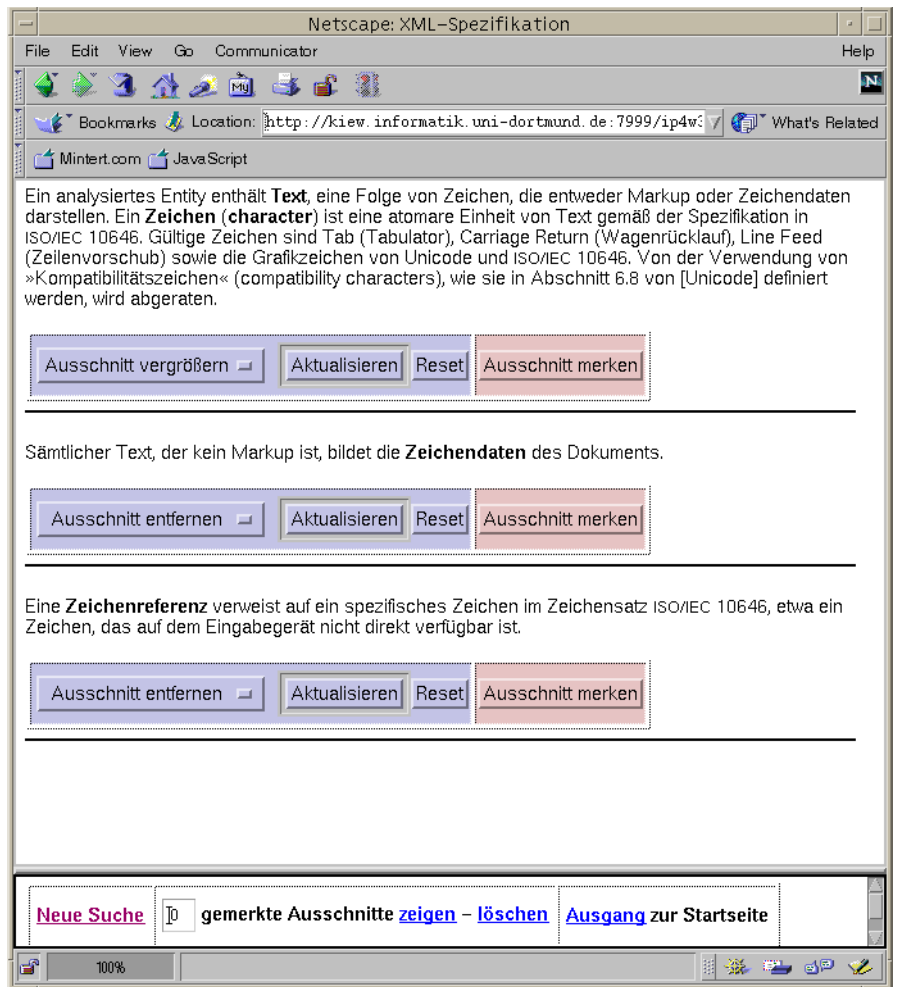 Netscape: XML-Spezifikation
File Edit View Go Communicator Help
My N
Bookmarks Location: http://kiew.informatik.uni-dortmund.de:7999/ip4w3 What's Related
Mintert.com JavaScript
Ein analysiertes Entity enthält Text, eine Folge von Zeichen, die entweder Markup oder Zeichendaten
darstellen. Ein Zeichen (character) ist eine atomare Einheit von Text gemäß der Spezifikation in
ISO/IEC 10646. Gültige Zeichen sind Tab (Tabulator), Carriage Return (Wagenrücklauf), Line Feed
(Zeilenvorschub) sowie die Grafikzeichen von Unicode und ISO/IEC 10646. Von der Verwendung von
»Kompatibilitätszeichen« (compatibility characters), wie sie in Abschnitt 6.8 von [Unicode] definiert
werden, wird abgeraten.
Ausschnitt vergrößern Aktualisieren Reset Ausschnitt merken
Sämtlicher Text, der kein Markup ist, bildet die Zeichendaten des Dokuments.
Ausschnitt entfernen Aktualisieren Reset Ausschnitt merken
Eine Zeichenreferenz verweist auf ein spezifisches Zeichen im Zeichensatz ISO/IEC 10646, etwa ein
Zeichen, das auf dem Eingabegerät nicht direkt verfügbar ist.
Ausschnitt entfernen Aktualisieren Reset Ausschnitt merken
Neue Suche 0 gemerkte Ausschnitte zeigen – löschen Ausgang zur Startseite
100%